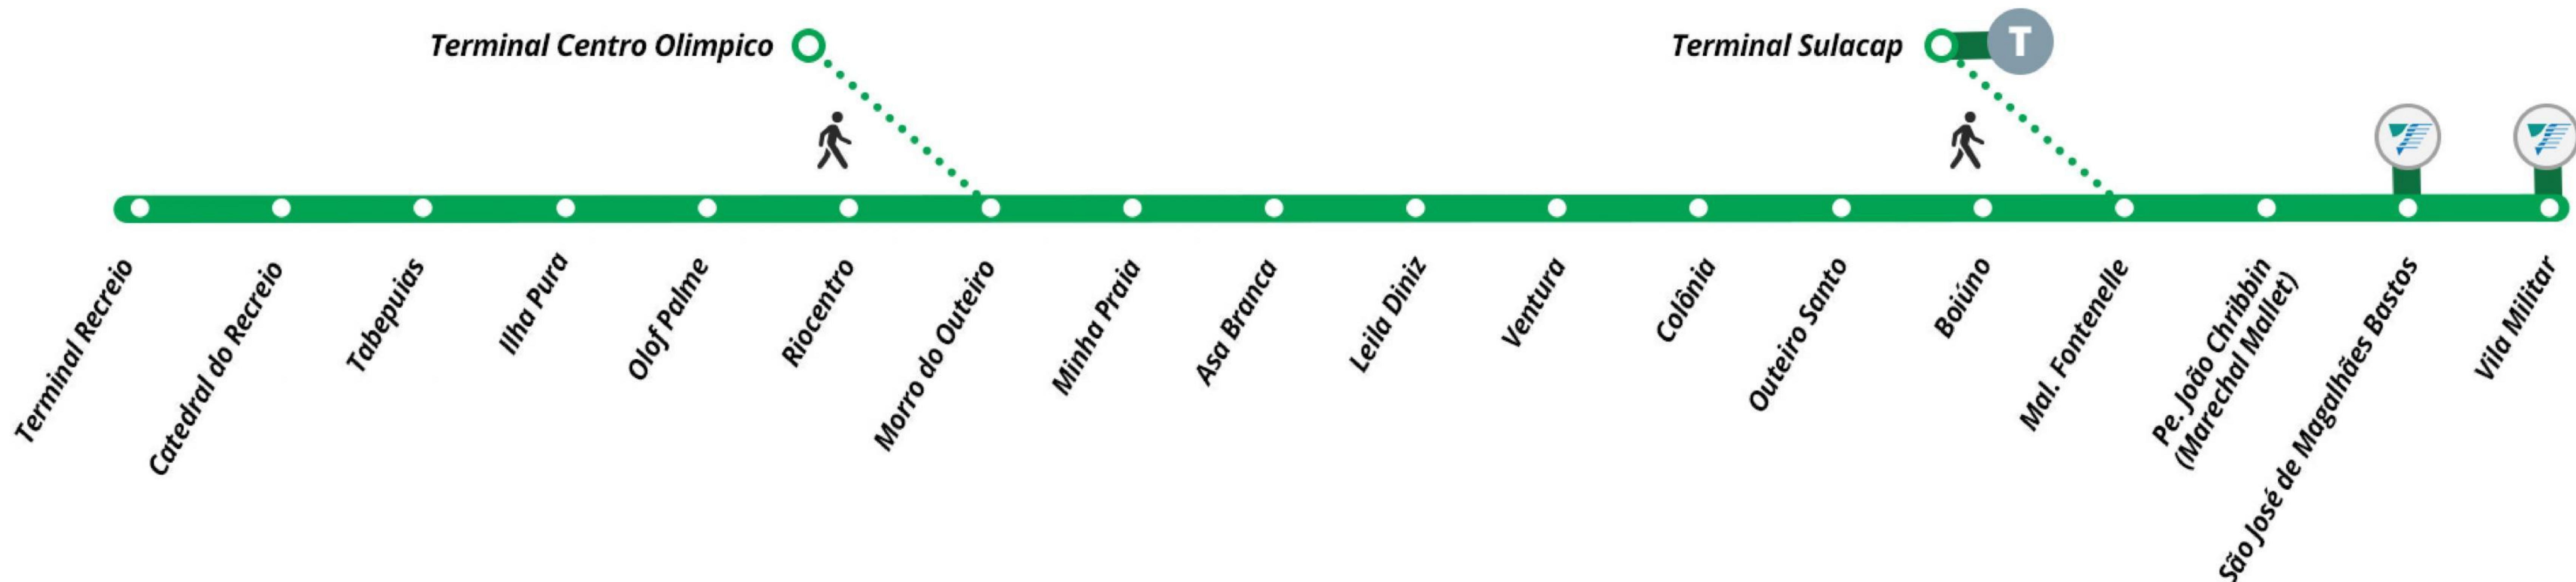 Terminal Centro Olimpico
Terminal Sulacap
T
Terminal Recreio
Catedral do Recreio
Tabepuias
Ilha Pura
Olof Palme
Riocentro
Morro do Outeiro
Minha Praia
Asa Branca
Leila Diniz
Ventura
Colônia
Outeiro Santo
Boiúno
Mal. Fontenelle
Pe. João Chribbin
(Marechal Mallet)
São José de Magalhães Bastos
Vila Militar